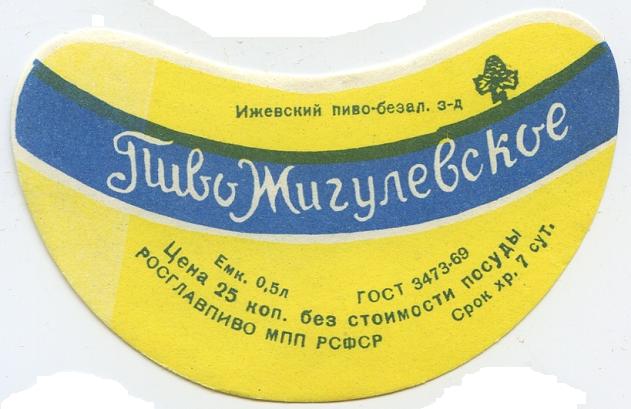 Ижевский пиво-безал. з-д
Пиво Жигулевское
Емк. 0,5л ГОСТ 3473-69
Цена 25 коп. без стоимости посуды
РОСГЛАВПИВО МПП РСФСР Срок хр. 7 сут.